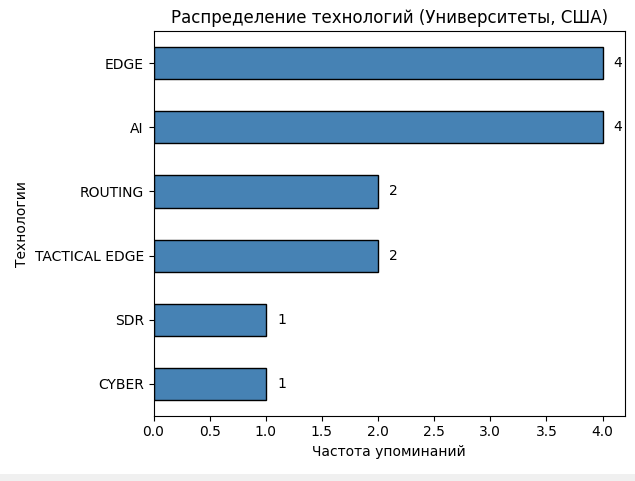 Распределение технологий (Университеты, США)
Технологии
EDGE 4
AI 4
ROUTING 2
TACTICAL EDGE 2
SDR 1
CYBER 1
0.0 0.5 1.0 1.5 2.0 2.5 3.0 3.5 4.0
Частота упоминаний